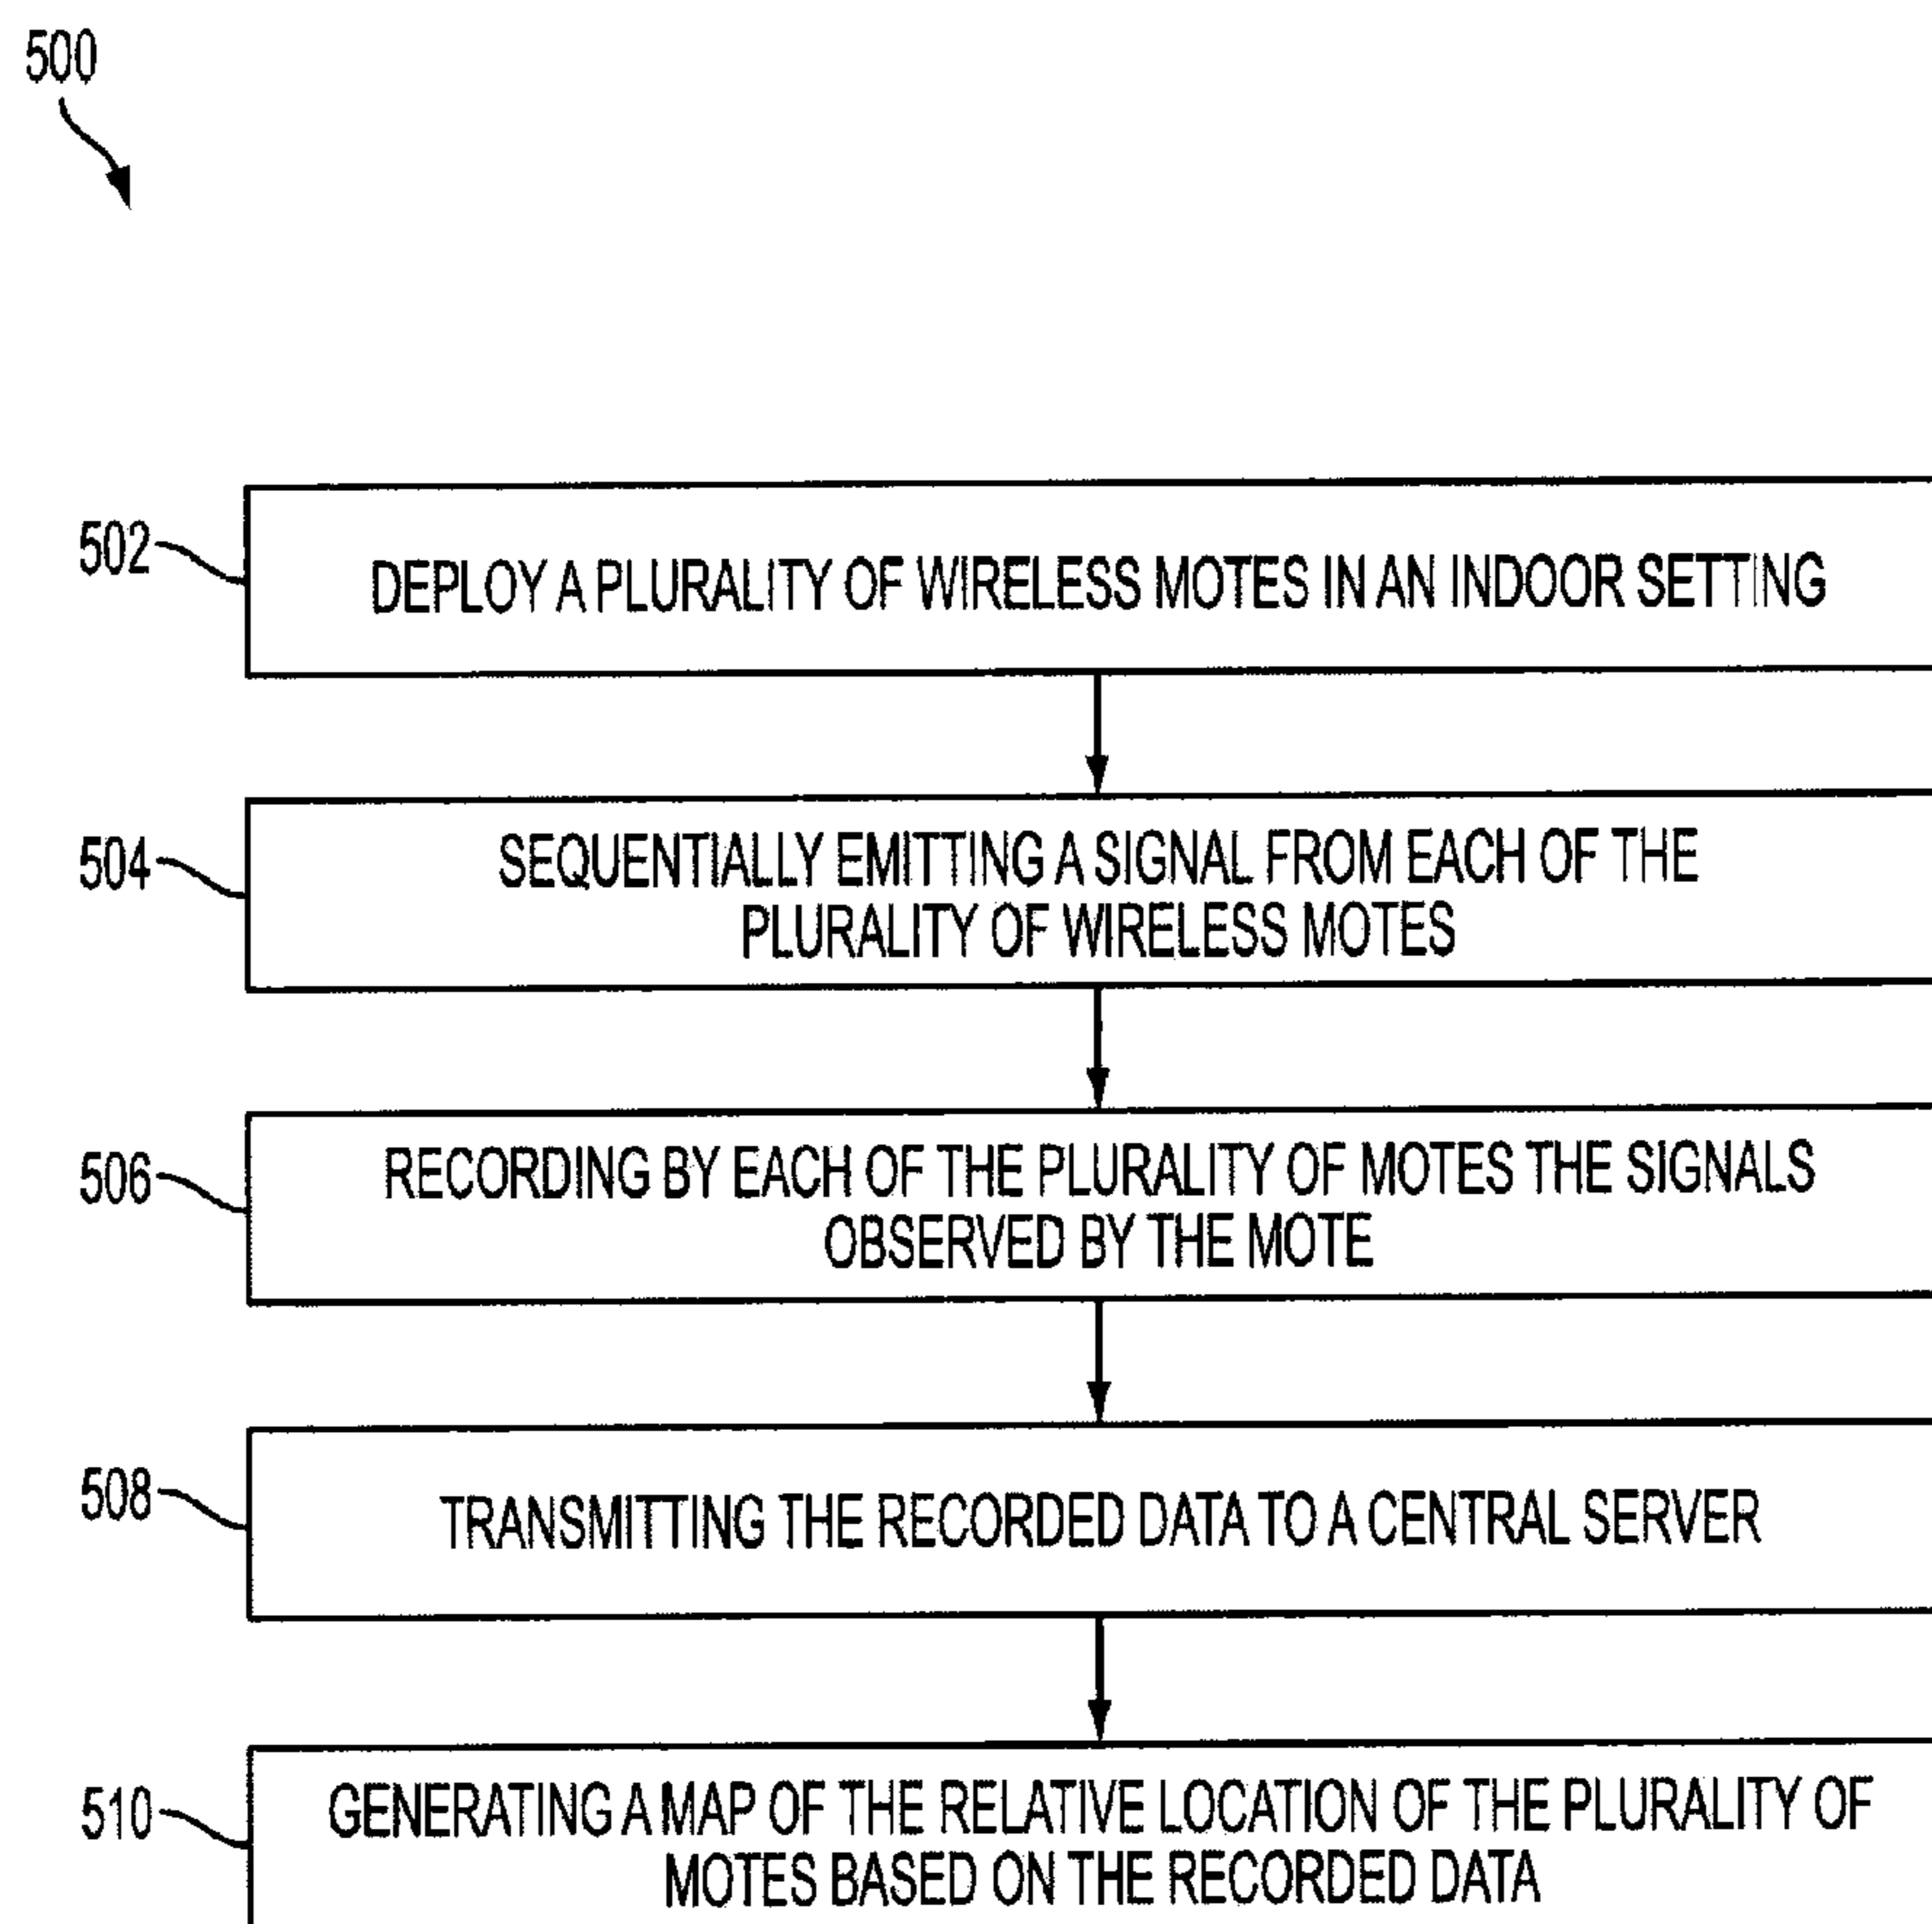 500
502
DEPLOY A PLURALITY OF WIRELESS MOTES IN AN INDOOR SETTING
504
SEQUENTIALLY EMITTING A SIGNAL FROM EACH OF THE
PLURALITY OF WIRELESS MOTES
506
RECORDING BY EACH OF THE PLURALITY OF MOTES THE SIGNALS
OBSERVED BY THE MOTE
508
TRANSMITTING THE RECORDED DATA TO A CENTRAL SERVER
510
GENERATING A MAP OF THE RELATIVE LOCATION OF THE PLURALITY OF
MOTES BASED ON THE RECORDED DATA